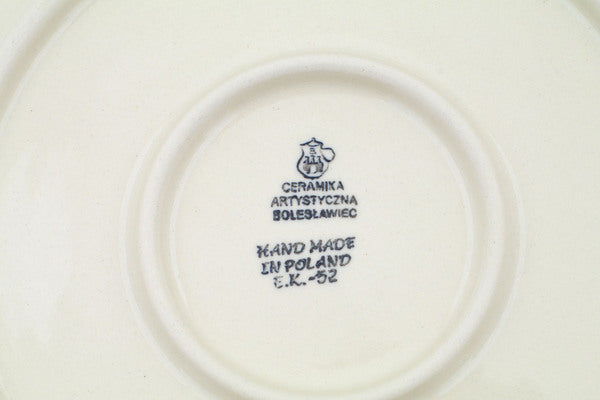 CERAMIKA
ARTYSTYCZNA
BOLESŁAWIEC
HAND MADE
IN POLAND
E.K.-52